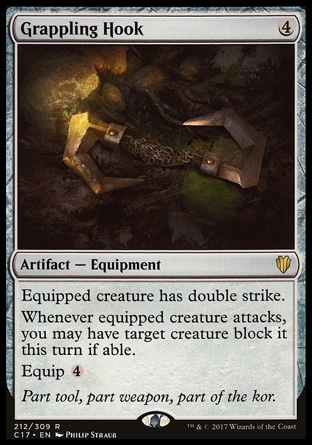 Grappling Hook 4
Artifact — Equipment
Equipped creature has double strike.
Whenever equipped creature attacks,
you may have target creature block it
this turn if able.
Equip 4
Part tool, part weapon, part of the kor.
212/309 R
C17 • EN Philip Straub
™ & © 2017 Wizards of the Coast